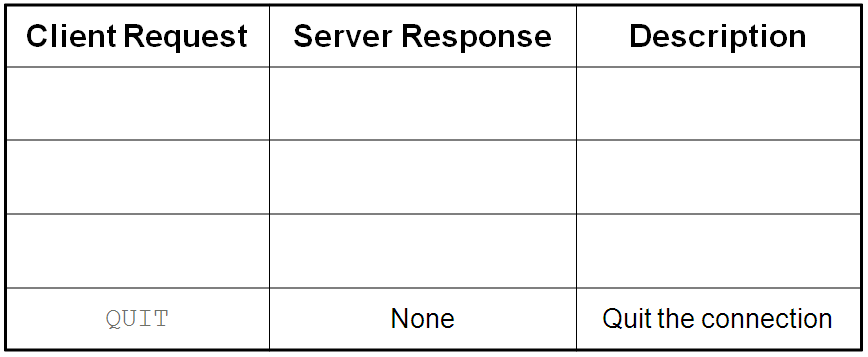 Client Request Server Response Description
QUIT None Quit the connection